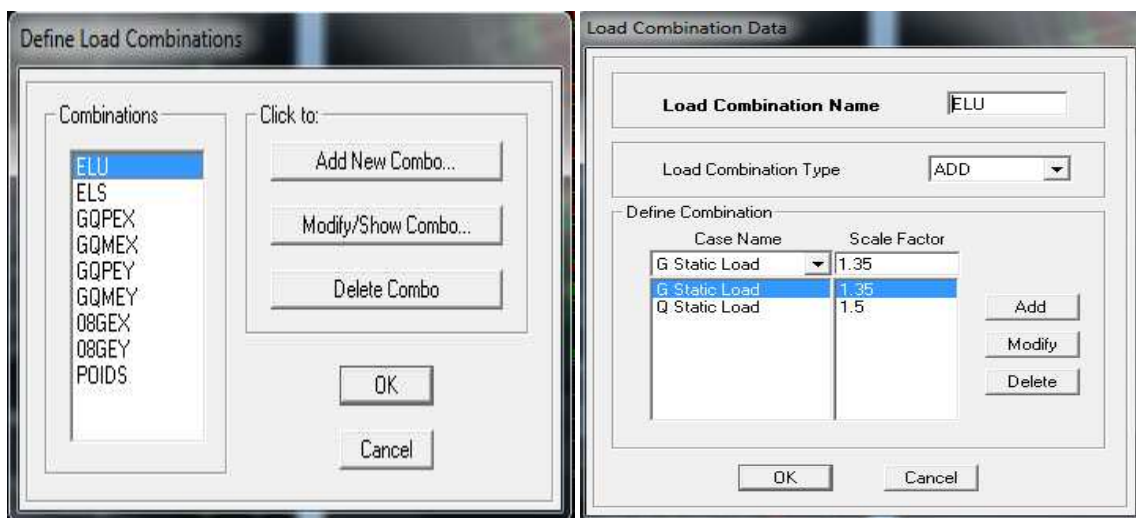 Define Load Combinations
Combinations
ELU
ELS
GQPEX
GQMEX
GQPEY
GQMEY
08GEX
08GEY
POIDS
Click to:
Add New Combo...
Modify/Show Combo...
Delete Combo
OK
Cancel
Load Combination Data
Load Combination Name ELU
Load Combination Type ADD
Define Combination
Case Name Scale Factor
G Static Load 1.35
G Static Load 1.35
Q Static Load 1.5
Add
Modify
Delete
OK Cancel